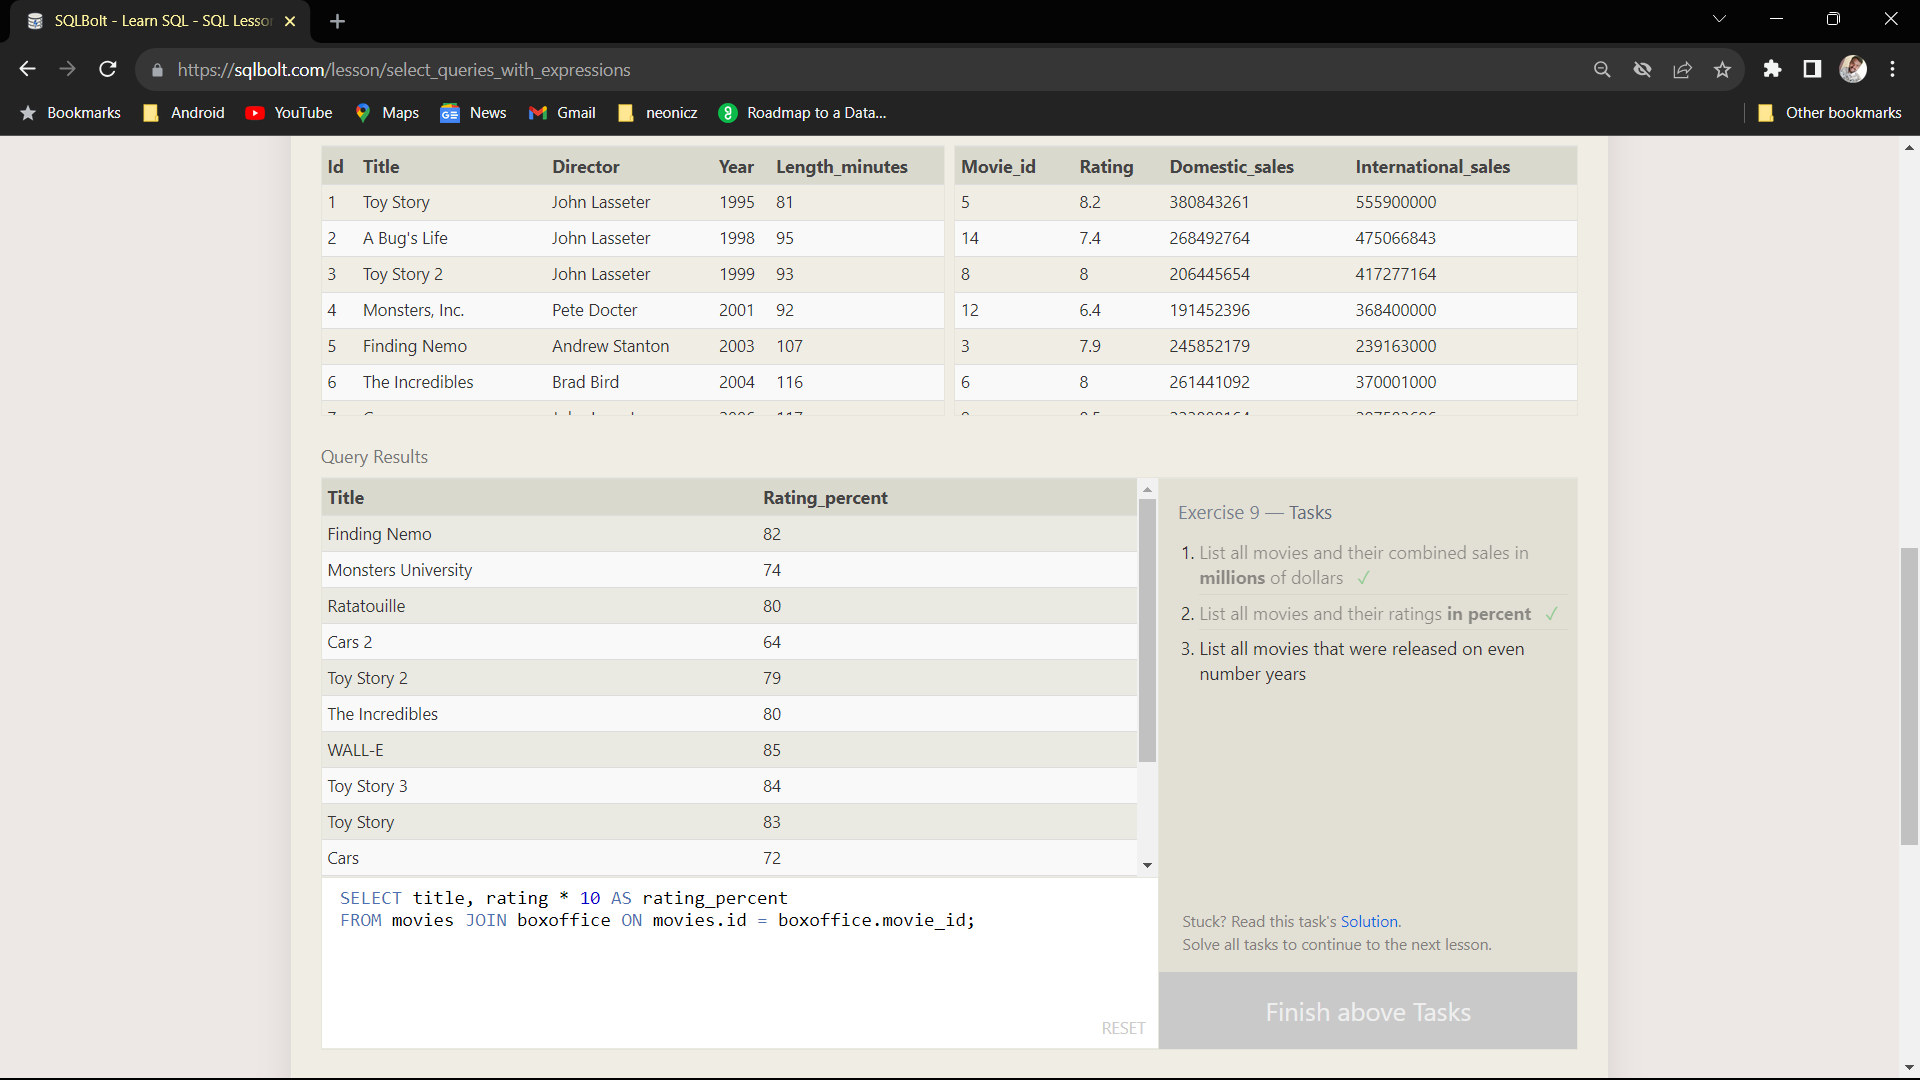 SQLBolt - Learn SQL - SQL Lesson
https://sqlbolt.com/lesson/select_queries_with_expressions
Bookmarks Android YouTube Maps News Gmail neonicz Roadmap to a Data... Other bookmarks
Id Title Director Year Length_minutes
1 Toy Story John Lasseter 1995 81
2 A Bug's Life John Lasseter 1998 95
3 Toy Story 2 John Lasseter 1999 93
4 Monsters, Inc. Pete Docter 2001 92
5 Finding Nemo Andrew Stanton 2003 107
6 The Incredibles Brad Bird 2004 116
Movie_id Rating Domestic_sales International_sales
5 8.2 380843261 555900000
14 7.4 268492764 475066843
8 8 206445654 417277164
12 6.4 191452396 368400000
3 7.9 245852179 239163000
6 8 261441092 370001000
Query Results
Title Rating_percent
Finding Nemo 82
Monsters University 74
Ratatouille 80
Cars 2 64
Toy Story 2 79
The Incredibles 80
WALL-E 85
Toy Story 3 84
Toy Story 83
Cars 72
SELECT title, rating * 10 AS rating_percent
FROM movies JOIN boxoffice ON movies.id = boxoffice.movie_id;
RESET
Exercise 9 — Tasks
1. List all movies and their combined sales in
millions of dollars ✓
2. List all movies and their ratings in percent ✓
3. List all movies that were released on even
number years
Stuck? Read this task's Solution.
Solve all tasks to continue to the next lesson.
Finish above Tasks